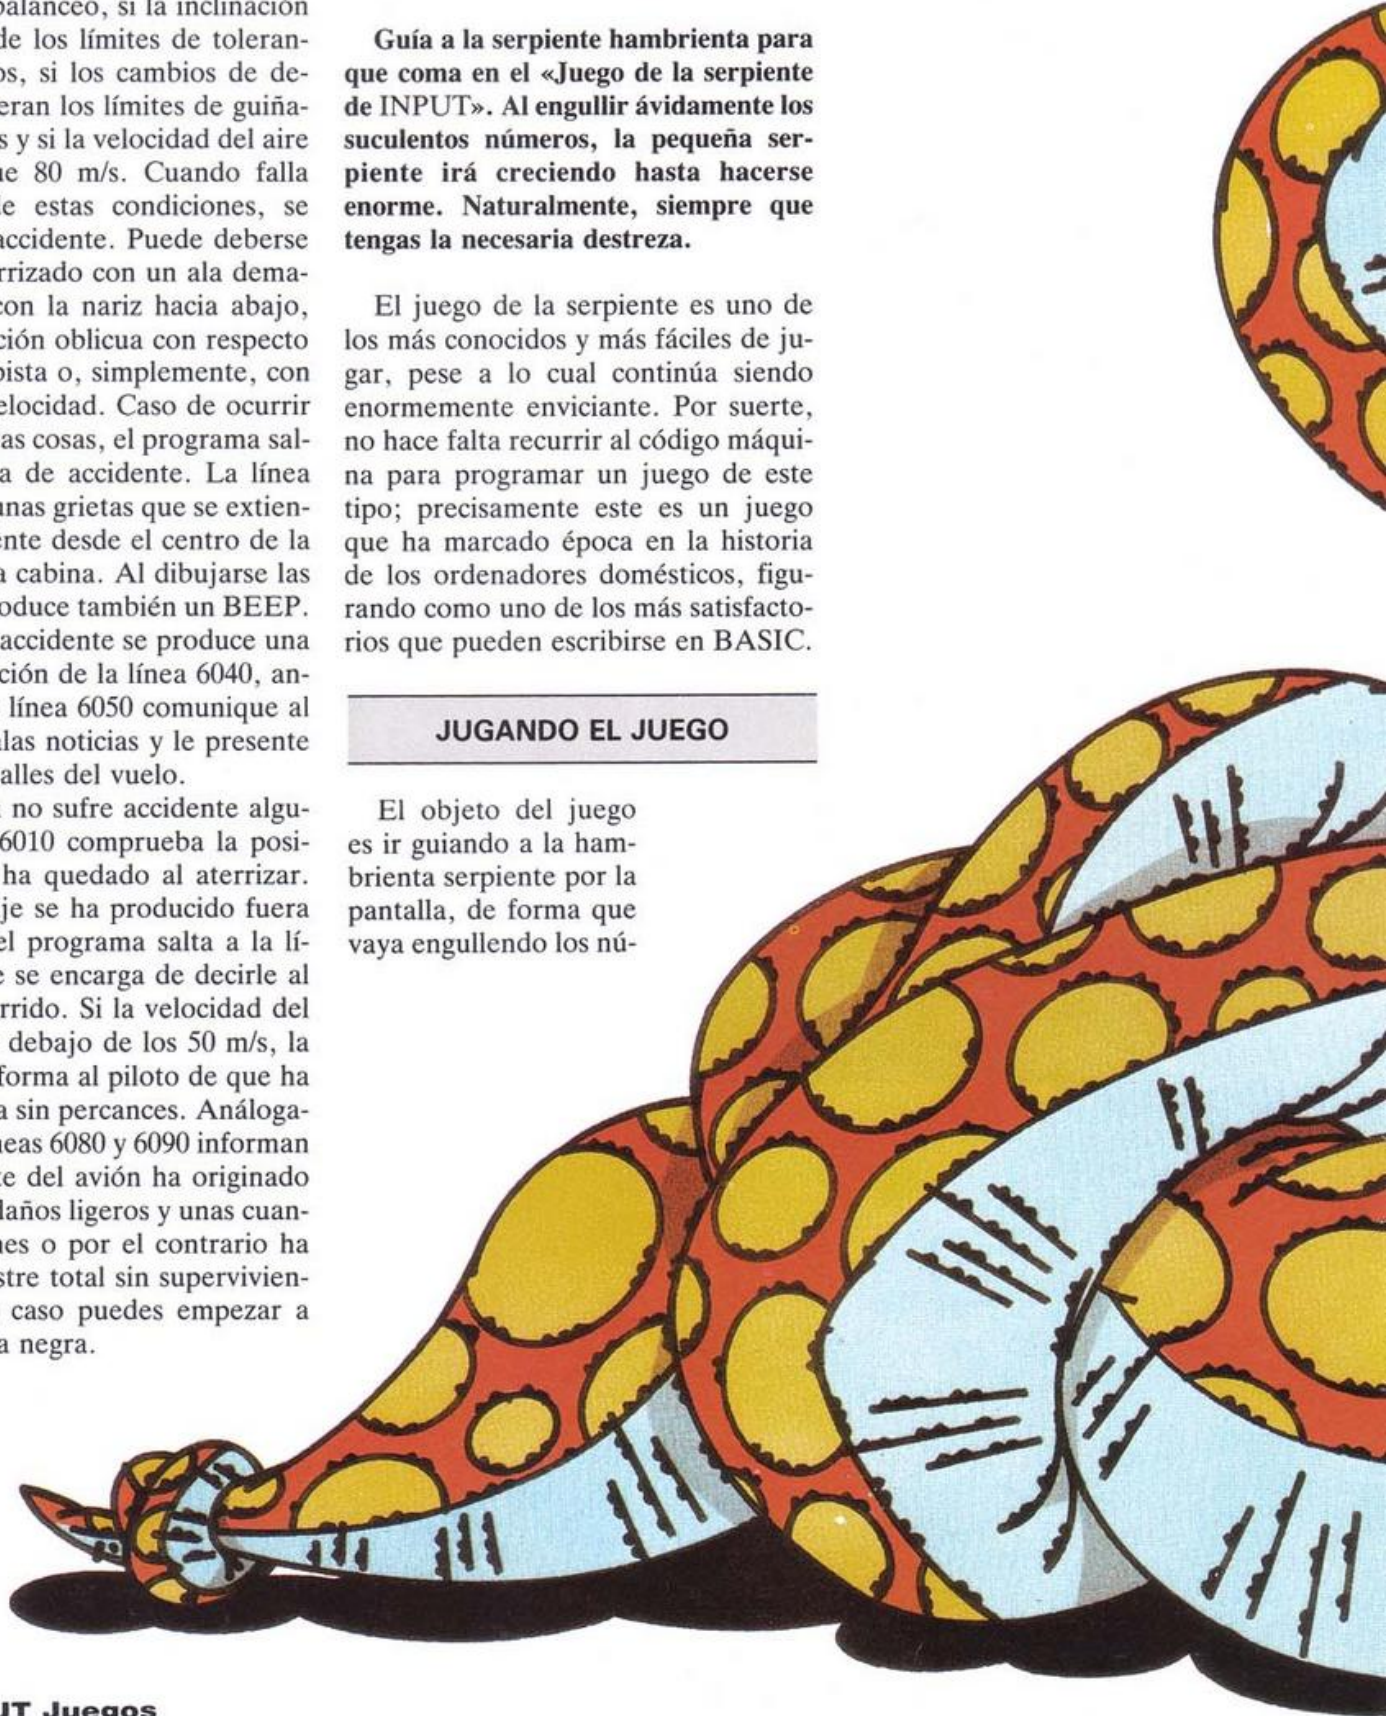 balanceo, si la inclinación
de los límites de toleran-
os, si los cambios de de-
eran los límites de guiña-
s y si la velocidad del aire
ue 80 m/s. Cuando falla
e estas condiciones, se
accidente. Puede deberse
rrizado con un ala dema-
con la nariz hacia abajo,
ción oblicua con respecto
pista o, simplemente, con
elocidad. Caso de ocurrir
as cosas, el programa sal-
a de accidente. La línea
unas grietas que se extien-
ente desde el centro de la
a cabina. Al dibujarse las
oduce también un BEEP.
accidente se produce una
ción de la línea 6040, an-
línea 6050 comunique al
alas noticias y le presente
alles del vuelo.
no sufre accidente algu-
6010 comprueba la posi-
ha quedado al aterrizar.
je se ha producido fuera
el programa salta a la lí-
e se encarga de decirle al
rrido. Si la velocidad del
debajo de los 50 m/s, la
forma al piloto de que ha
a sin percances. Análoga-
neas 6080 y 6090 informan
te del avión ha originado
laños ligeros y unas cuan-
nes o por el contrario ha
stre total sin supervivien-
caso puedes empezar a
a negra.
Guía a la serpiente hambrienta para
que coma en el «Juego de la serpiente
de INPUT». Al engullir ávidamente los
suculentos números, la pequeña ser-
piente irá creciendo hasta hacerse
enorme. Naturalmente, siempre que
tengas la necesaria destreza.
El juego de la serpiente es uno de
los más conocidos y más fáciles de ju-
gar, pese a lo cual continúa siendo
enormemente enviciante. Por suerte,
no hace falta recurrir al código máqui-
na para programar un juego de este
tipo; precisamente este es un juego
que ha marcado época en la historia
de los ordenadores domésticos, figu-
rando como uno de los más satisfacto-
rios que pueden escribirse en BASIC.
JUGANDO EL JUEGO
El objeto del juego
es ir guiando a la ham-
brienta serpiente por la
pantalla, de forma que
vaya engullendo los nú-
UT Juegos